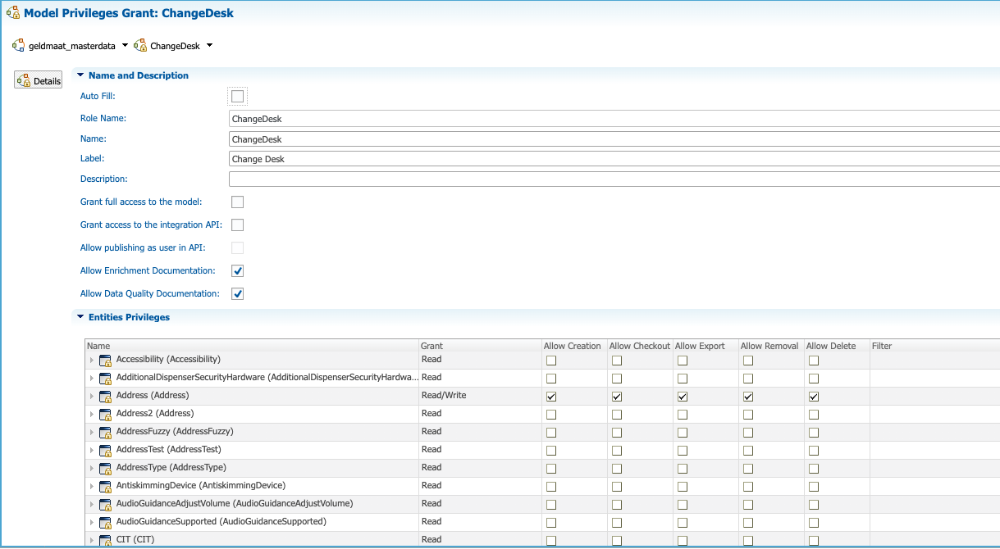 Model Privileges Grant: ChangeDesk
geldmaat_masterdata ChangeDesk
Details
Name and Description
Auto Fill:
Role Name: ChangeDesk
Name: ChangeDesk
Label: Change Desk
Description:
Grant full access to the model:
Grant access to the integration API:
Allow publishing as user in API:
Allow Enrichment Documentation:
Allow Data Quality Documentation:
Entities Privileges
Name Grant Allow Creation Allow Checkout Allow Export Allow Removal Allow Delete Filter
Accessibility (Accessibility) Read
AdditionalDispenserSecurityHardware (AdditionalDispenserSecurityHardwa... Read
Address (Address) Read/Write
Address2 (Address) Read
AddressFuzzy (AddressFuzzy) Read
AddressTest (AddressTest) Read
AddressType (AddressType) Read
AntiskimmingDevice (AntiskimmingDevice) Read
AudioGuidanceAdjustVolume (AudioGuidanceAdjustVolume) Read
AudioGuidanceSupported (AudioGuidanceSupported) Read
CIT (CIT) Read